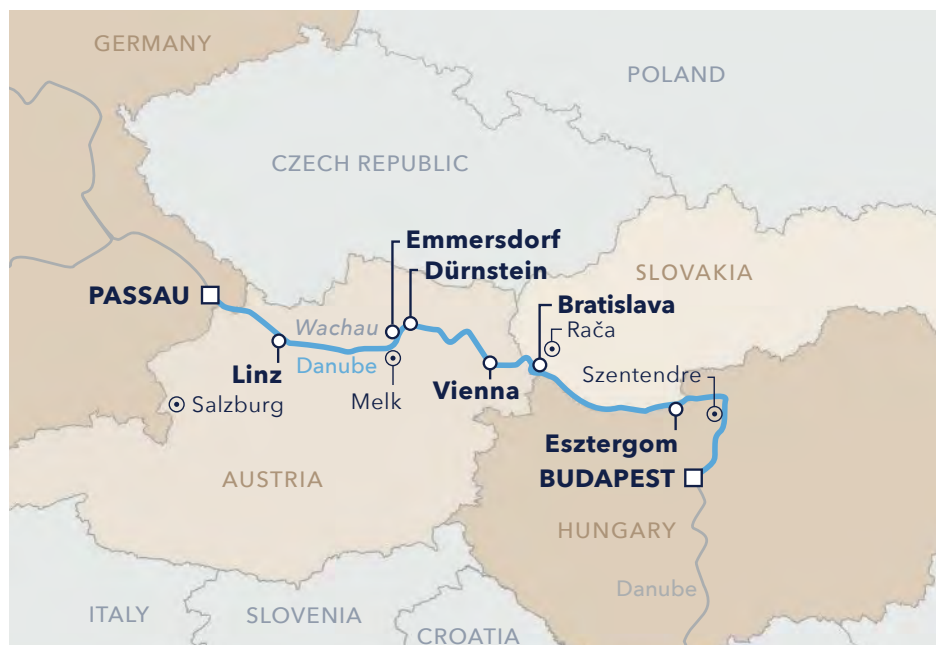 GERMANY
POLAND
CZECH REPUBLIC
Emmersdorf
Dürnstein
SLOVAKIA
PASSAU
Bratislava
Wachau
Rača
Danube
Linz
Szentendre
Vienna
Melk
Salzburg
Esztergom
AUSTRIA
BUDAPEST
HUNGARY
Danube
ITALY
SLOVENIA
CROATIA